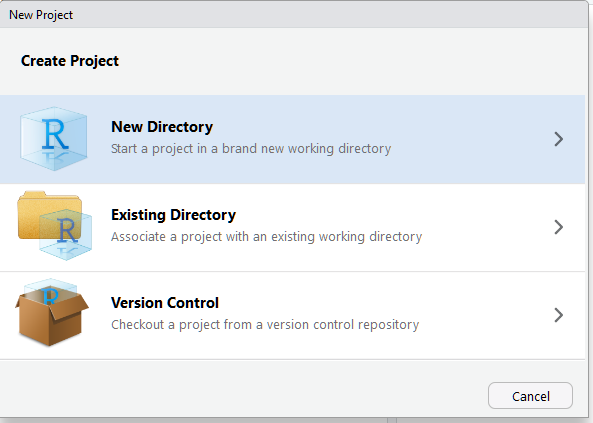 New Project
Create Project
R
New Directory
Start a project in a brand new working directory
R
Existing Directory
Associate a project with an existing working directory
R
Version Control
Checkout a project from a version control repository
Cancel